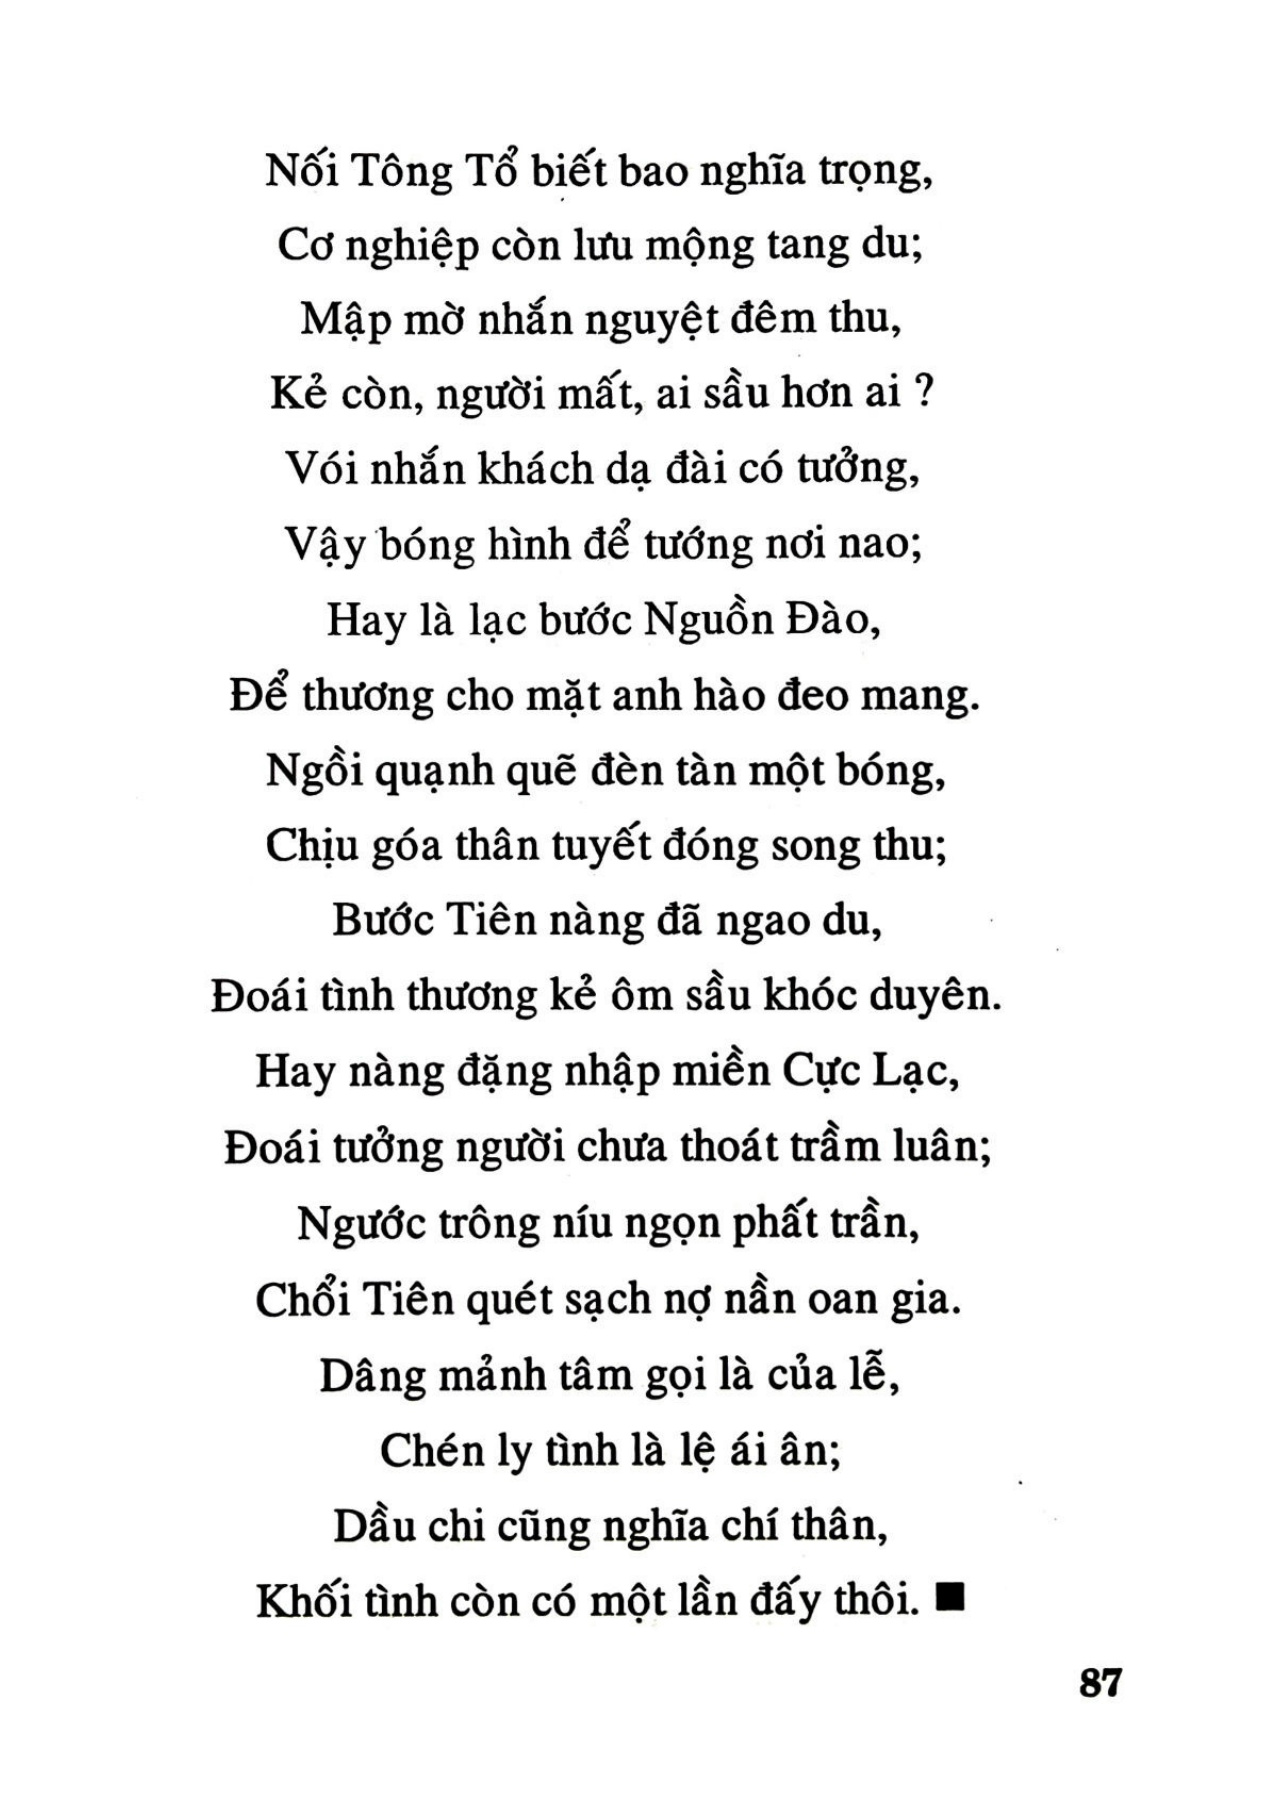 Nối Tông Tổ biết bao nghĩa trọng,
Cơ nghiệp còn lưu mộng tang du;
Mập mờ nhắn nguyệt đêm thu,
Kẻ còn, người mất, ai sầu hơn ai ?
Vói nhắn khách dạ đài có tưởng,
Vậy bóng hình để tướng nơi nao;
Hay là lạc bước Nguồn Đào,
Để thương cho mặt anh hào đeo mang.
Ngồi quạnh quẽ đèn tàn một bóng,
Chịu góa thân tuyết đóng song thu;
Bước Tiên nàng đã ngao du,
Đoái tình thương kẻ ôm sầu khóc duyên.
Hay nàng đặng nhập miền Cực Lạc,
Đoái tưởng người chưa thoát trầm luân;
Ngước trông níu ngọn phất trần,
Chổi Tiên quét sạch nợ nần oan gia.
Dâng mảnh tâm gọi là của lễ,
Chén ly tình là lệ ái ân;
Dầu chi cũng nghĩa chí thân,
Khối tình còn có một lần đấy thôi. ■
87